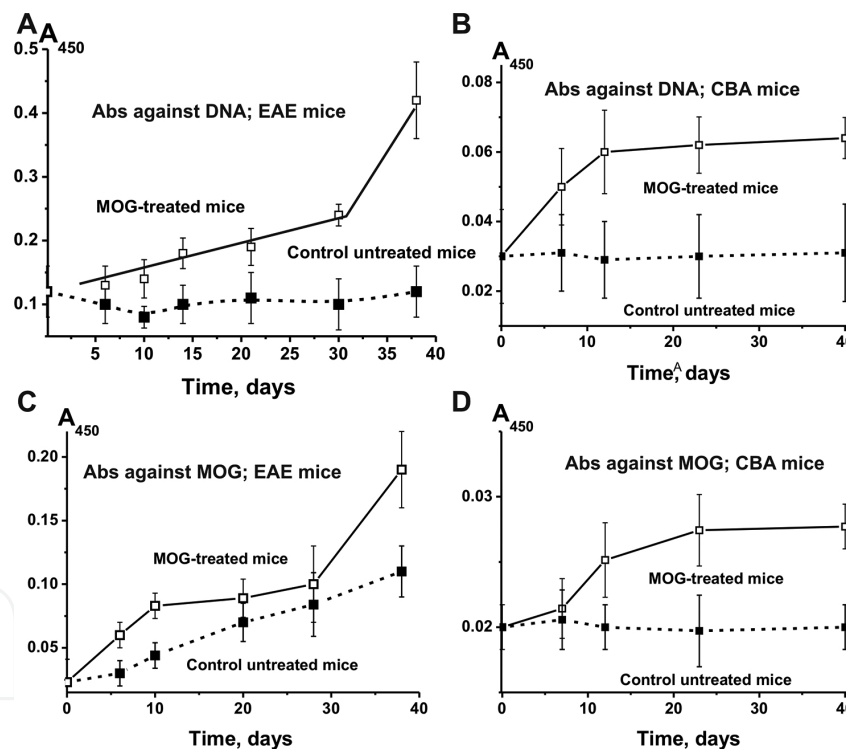 A
A450
0.5
Abs against DNA; EAE mice
0.4
0.3
MOG-treated mice
0.2
Control untreated mice
0.1
5 10 15 20 25 30 35 40
Time, days
B
A450
0.08
Abs against DNA; CBA mice
0.06
MOG-treated mice
0.04
0.02
Control untreated mice
0 10 20 30 40
Time, days
A
C
A450
0.20
Abs against MOG; EAE mice
0.15
MOG-treated mice
0.10
0.05
Control untreated mice
0 10 20 30 40
Time, days
D
A450
Abs against MOG; CBA mice
0.03
MOG-treated mice
0.02
Control untreated mice
0 10 20 30 40
Time, days